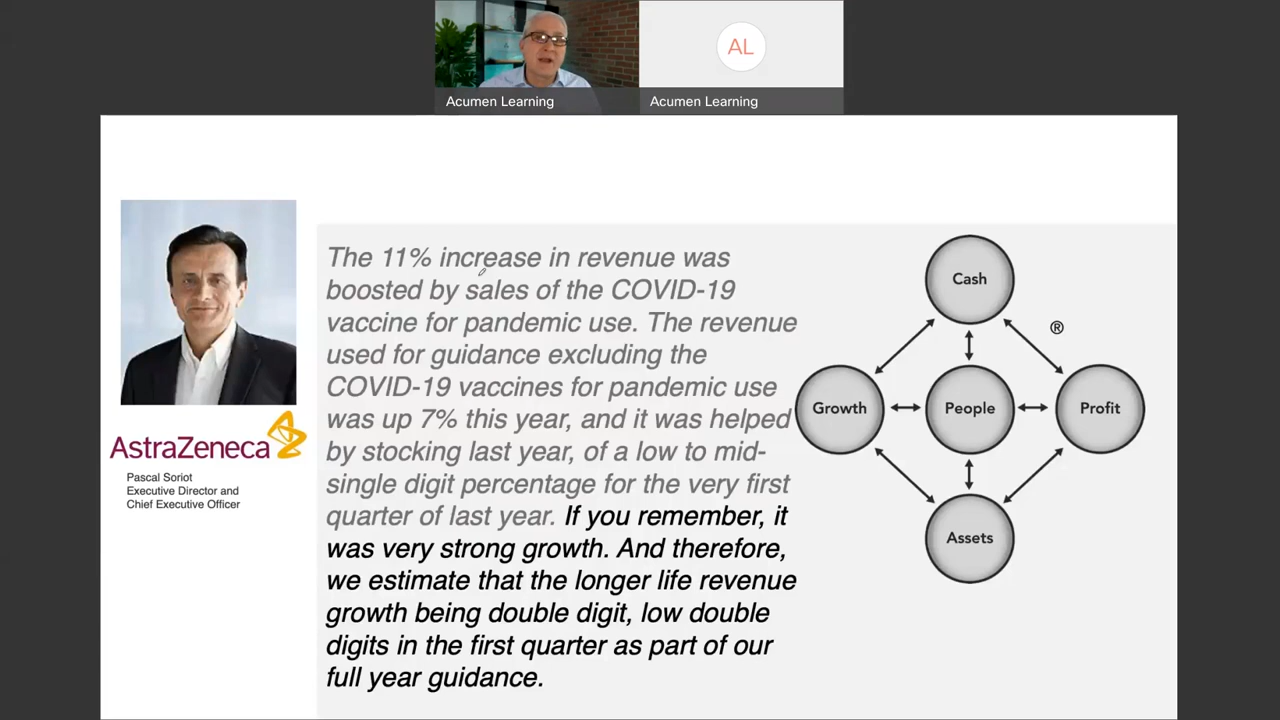 AL
Acumen Learning
Acumen Learning
AstraZeneca
Pascal Soriot
Executive Director and
Chief Executive Officer
The 11% increase in revenue was
boosted by sales of the COVID-19
vaccine for pandemic use. The revenue
used for guidance excluding the
COVID-19 vaccines for pandemic use
was up 7% this year, and it was helped
by stocking last year, of a low to mid-
single digit percentage for the very first
quarter of last year. If you remember, it
was very strong growth. And therefore,
we estimate that the longer life revenue
growth being double digit, low double
digits in the first quarter as part of our
full year guidance.
Cash
®
Growth
People
Profit
Assets